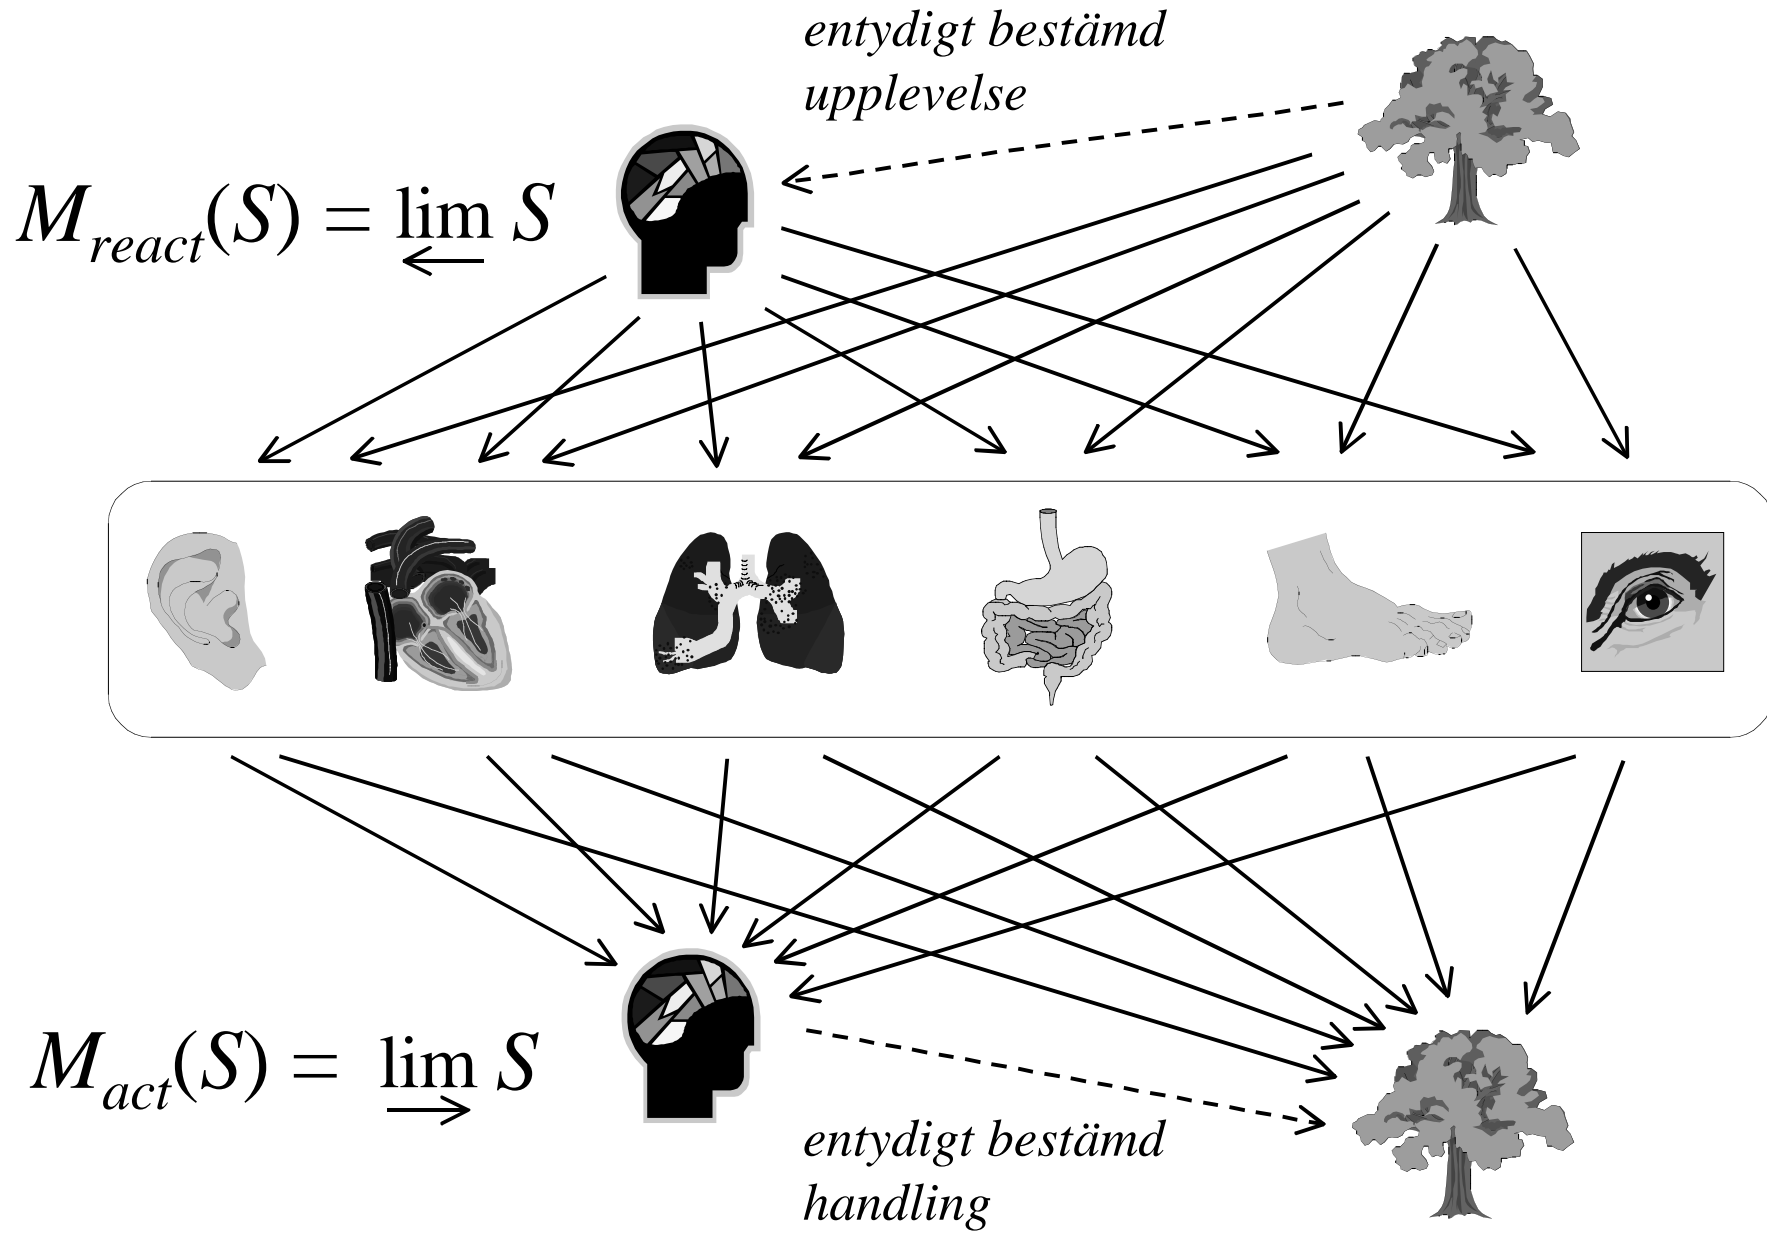 entydigt bestämd
upplevelse
M_react(S) = lim S
←
M_act(S) = lim S
→
entydigt bestämd
handling